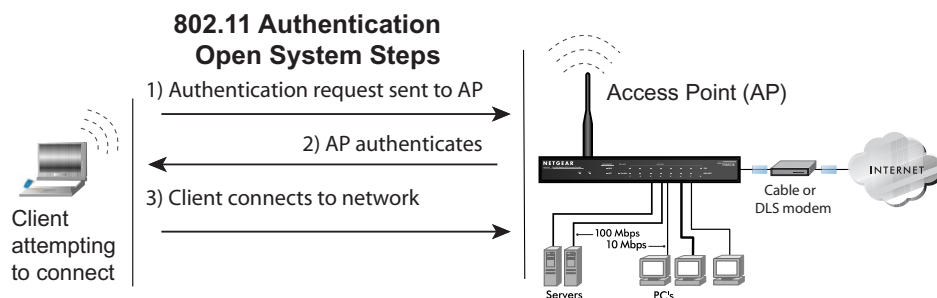 802.11 Authentication
Open System Steps
1) Authentication request sent to AP
2) AP authenticates
3) Client connects to network
Client
attempting
to connect
Access Point (AP)
NETGEAR
Cable or
DLS modem
INTERNET
100 Mbps
10 Mbps
Servers
PC's